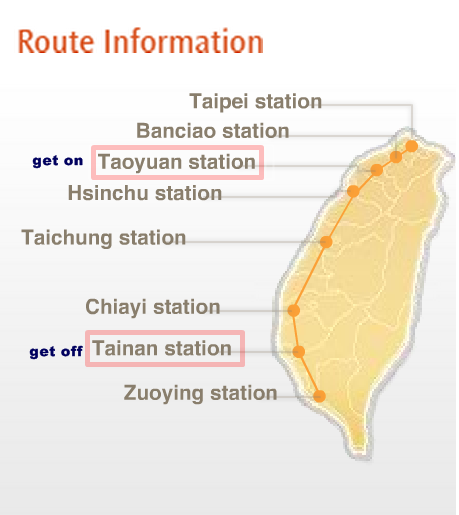 Route Information
Taipei station
Banciao station
get on Taoyuan station
Hsinchu station
Taichung station
Chiayi station
get off Tainan station
Zuoying station